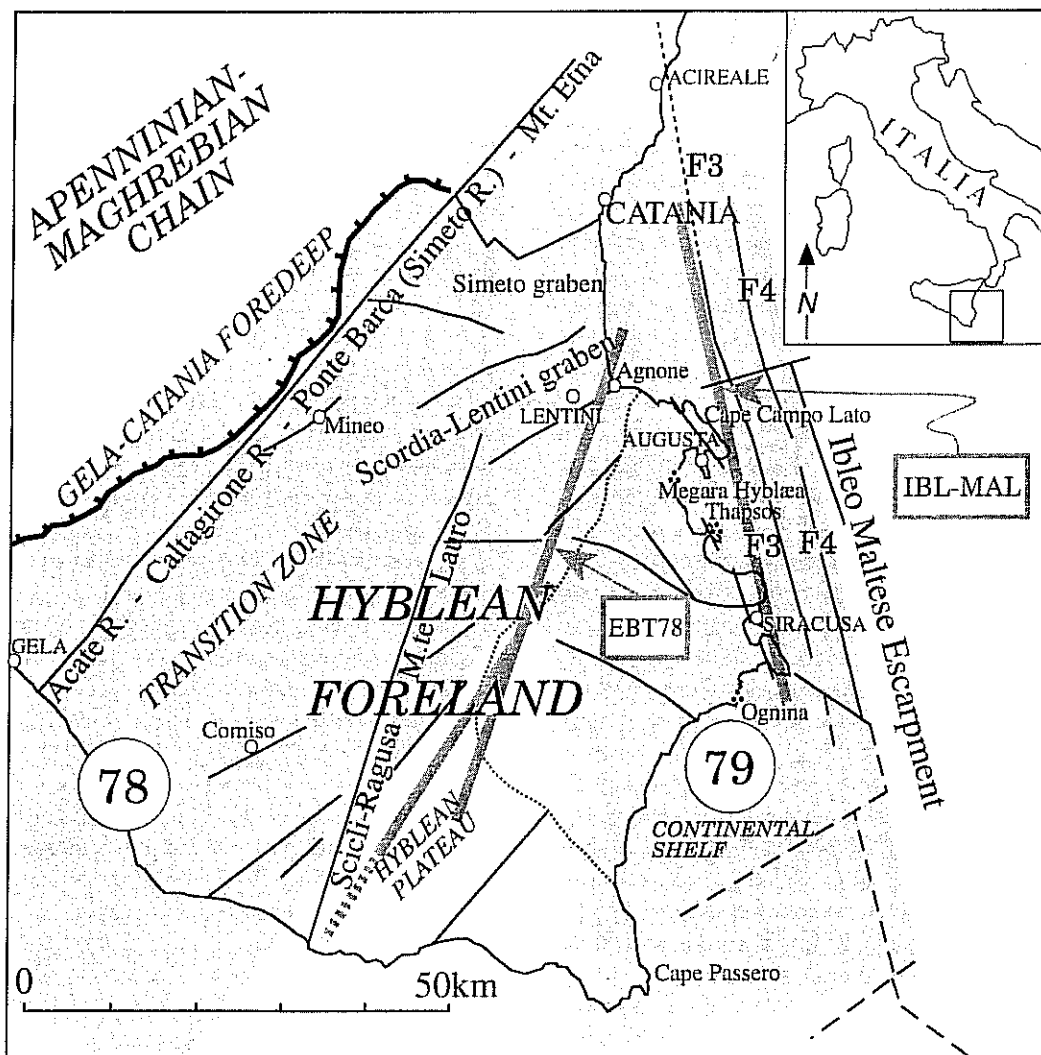 APENNINIAN-
MAGHREBIAN
CHAIN
GELA-CATANIA FOREDEEP
Acate R. - Caltagirone R. - Ponte Barca (Simeto R.) - Mt. Etna
ACIREALE
F3
CATANIA
F4
Simeto graben
ITALIA
N
Agnone
Scordia-Lentini graben
LENTINI
Mineo
Cape Campo Lato
AUGUSTA
IBL-MAL
Megara Hyblæa
Thapsos
F3
F4
Ibleo Maltese Escarpment
TRANSITION ZONE
HYBLEAN
FORELAND
EBT78
SIRACUSA
GELA
Scicli-Ragusa M.te Lauro
Comiso
Ognina
78
79
HYBLEAN
PLATEAU
CONTINENTAL
SHELF
Cape Passero
0 50km